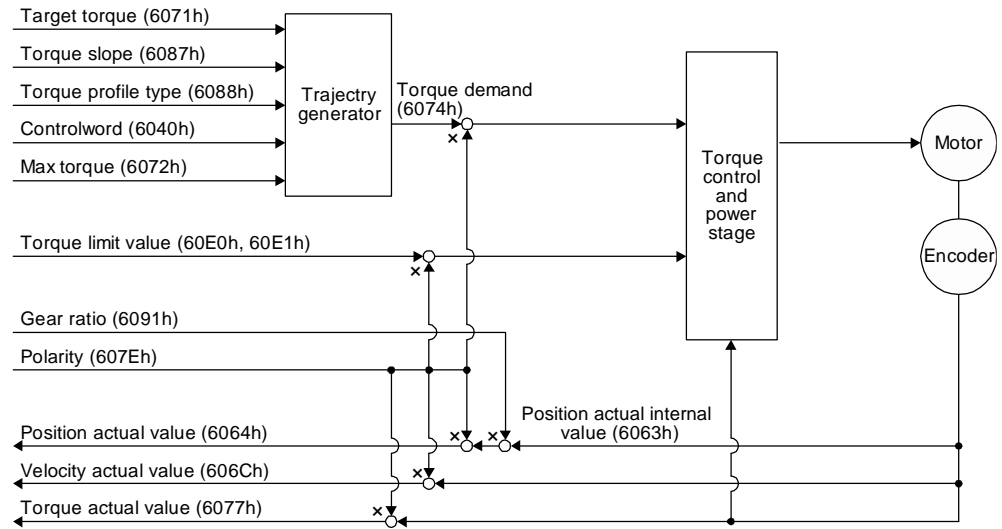 Target torque (6071h)
Torque slope (6087h)
Torque profile type (6088h)
Controlword (6040h)
Max torque (6072h)
Trajectry
generator
Torque demand
(6074h)
×
Torque
control
and
power
stage
Motor
Encoder
Torque limit value (60E0h, 60E1h)
×
Gear ratio (6091h)
Polarity (607Eh)
Position actual internal
value (6063h)
Position actual value (6064h)
×
×
Velocity actual value (606Ch)
×
Torque actual value (6077h)
×